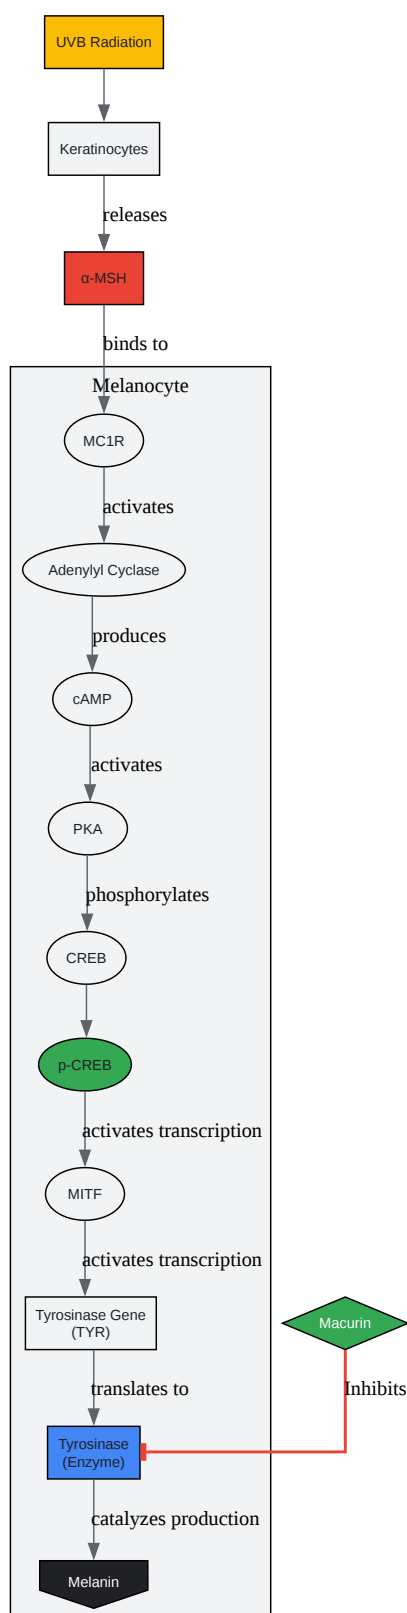 UVB Radiation
Keratinocytes
releases
α-MSH
binds to
Melanocyte
MC1R
activates
Adenylyl Cyclase
produces
cAMP
activates
PKA
phosphorylates
CREB
p-CREB
activates transcription
MITF
activates transcription
Tyrosinase Gene
(TYR)
Macurin
translates to
Inhibits
Tyrosinase
(Enzyme)
catalyzes production
Melanin